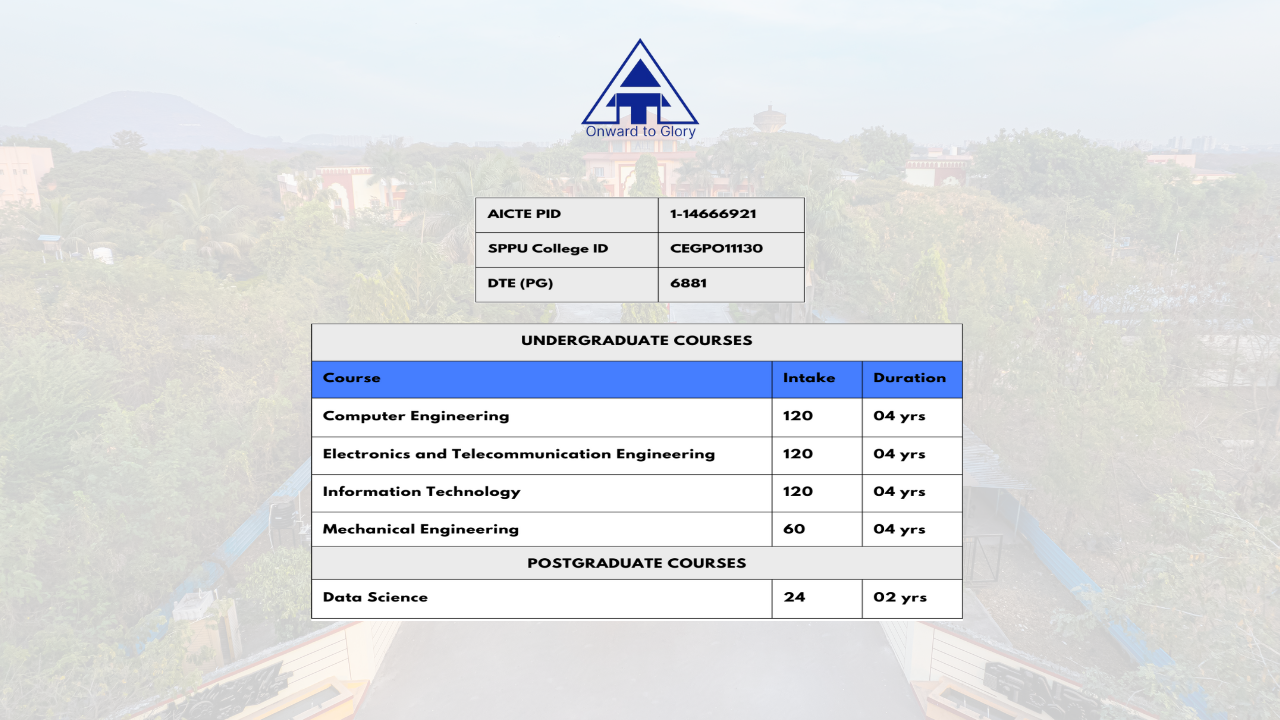 Onward to Glory
AICTE PID 1-14666921
SPPU College ID CEGPO11130
DTE (PG) 6881
UNDERGRADUATE COURSES
Course Intake Duration
Computer Engineering 120 04 yrs
Electronics and Telecommunication Engineering 120 04 yrs
Information Technology 120 04 yrs
Mechanical Engineering 60 04 yrs
POSTGRADUATE COURSES
Data Science 24 02 yrs